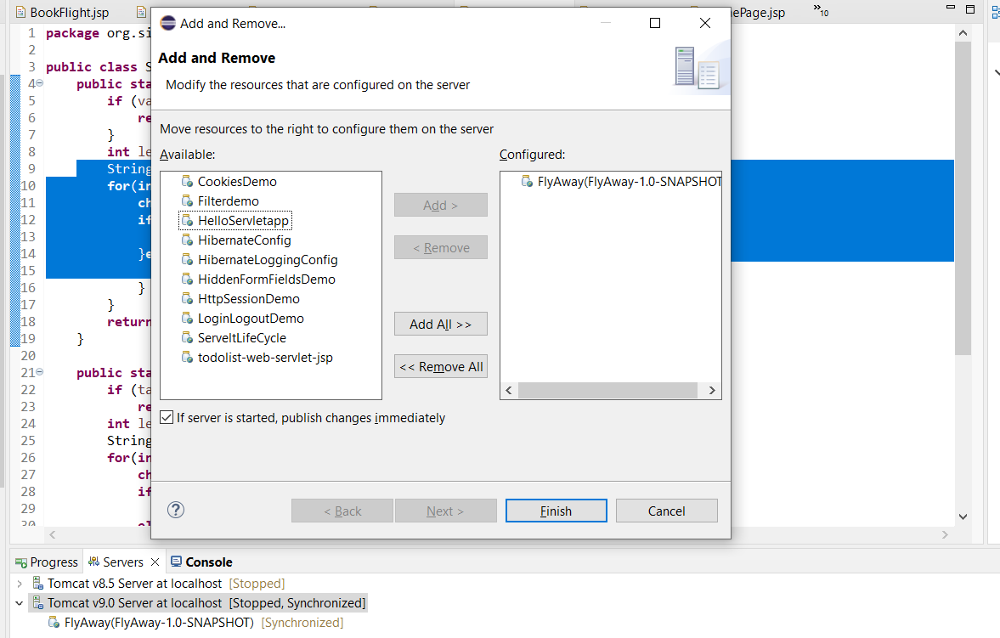 BookFlight.jsp
ePage.jsp
»10
Add and Remove...
Add and Remove
Modify the resources that are configured on the server
Move resources to the right to configure them on the server
Available:
Configured:
CookiesDemo
Filterdemo
HelloServletapp
HibernateConfig
HibernateLoggingConfig
HiddenFormFieldsDemo
HttpSessionDemo
LoginLogoutDemo
ServeltLifeCycle
todolist-web-servlet-jsp
Add >
< Remove
Add All >>
<< Remove All
FlyAway(FlyAway-1.0-SNAPSHOT
If server is started, publish changes immediately
?
< Back
Next >
Finish
Cancel
1 package org.si
2
3 public class S
4 public sta
5 if (va
6 re
7 }
8 int le
9 String
10 for(in
11 ch
12 if
13
14 }e
15
16 }
17 }
18 return
19 }
20
21 public sta
22 if (ta
23 re
24 int le
25 String
26 for(in
27 ch
28 if
29
30 el
Progress
Servers
Console
Tomcat v8.5 Server at localhost [Stopped]
Tomcat v9.0 Server at localhost [Stopped, Synchronized]
FlyAway(FlyAway-1.0-SNAPSHOT) [Synchronized]